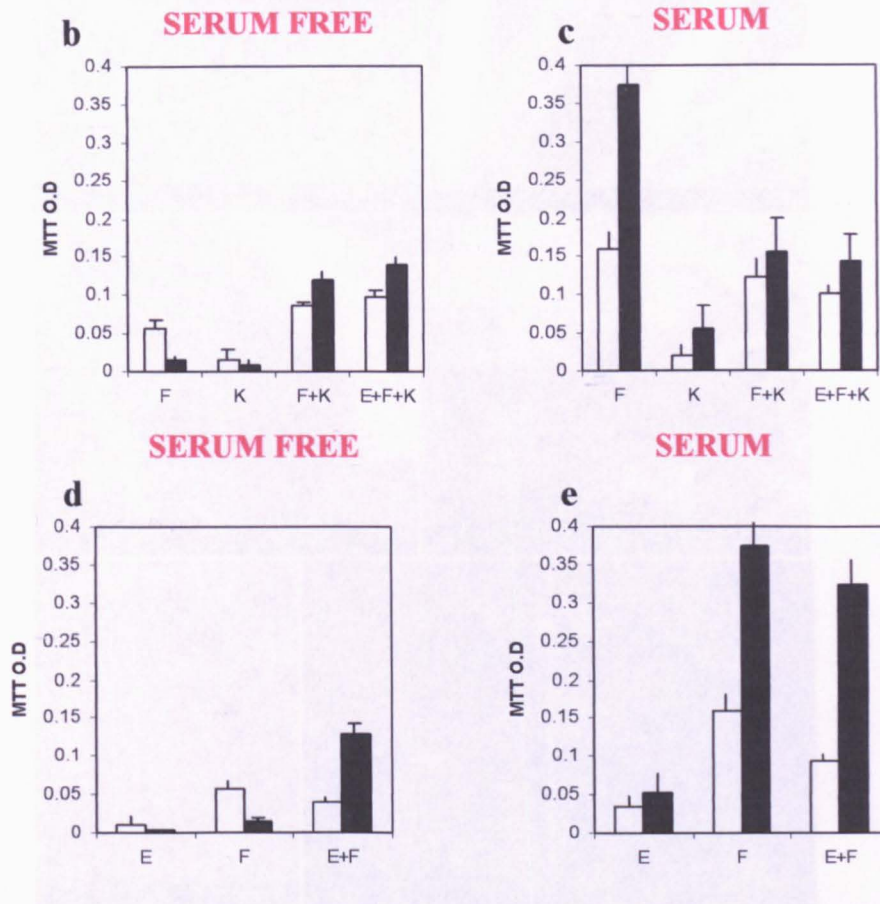 b SERUM FREE
0.4
0.35
0.3
0.25
0.2
0.15
0.1
0.05
0
MTT O.D
F K F+K E+F+K
c SERUM
0.4
0.35
0.3
0.25
0.2
0.15
0.1
0.05
0
MTT O.D
F K F+K E+F+K
SERUM FREE
d
0.4
0.35
0.3
0.25
0.2
0.15
0.1
0.05
0
MTT O.D
E F E+F
SERUM
e
0.4
0.35
0.3
0.25
0.2
0.15
0.1
0.05
0
MTT O.D
E F E+F